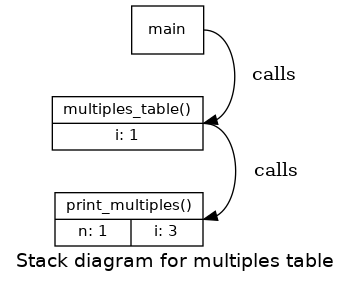 main
calls
multiples_table()
i: 1
calls
print_multiples()
n: 1 i: 3
Stack diagram for multiples table